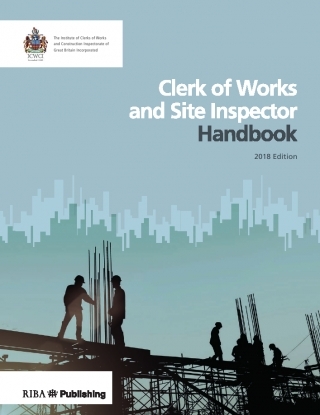 The Institute of Clerks of Works
and Construction Inspectorate of
Great Britain Incorporated
ICWCI
Clerk of Works
and Site Inspector
Handbook
2018 Edition
RIBA Publishing